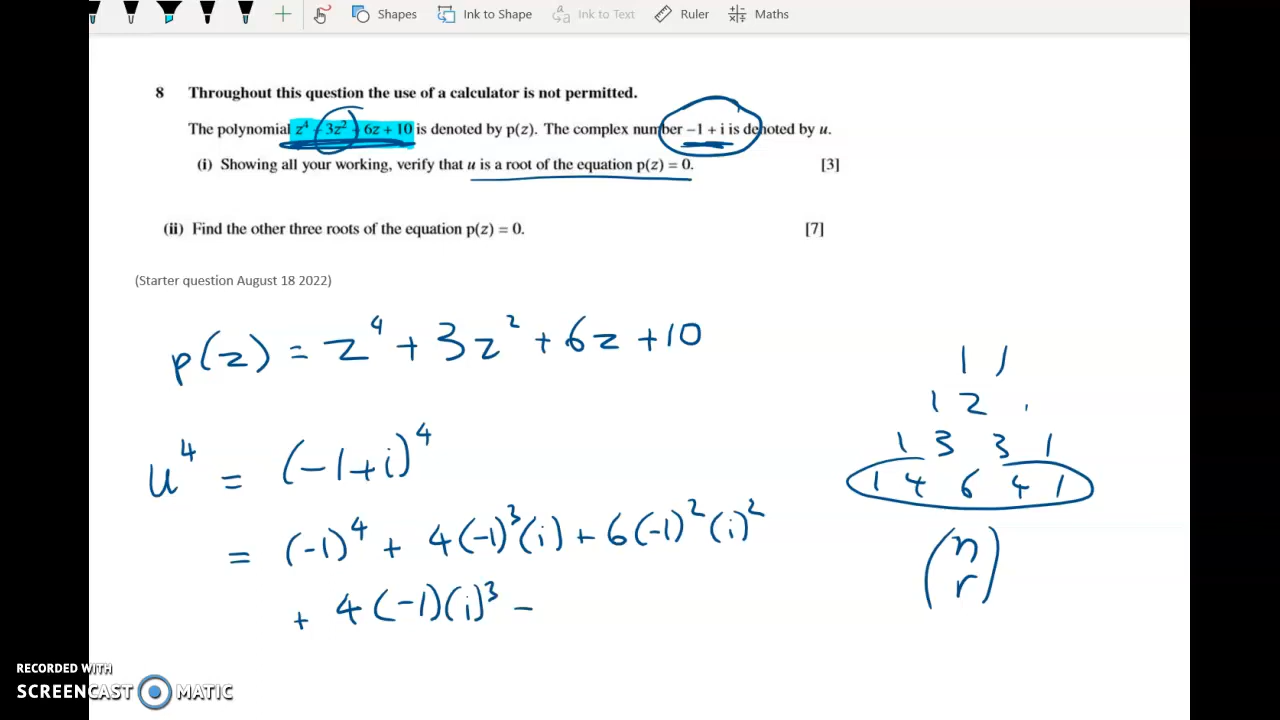 Shapes Ink to Shape Ink to Text Ruler Maths
8 Throughout this question the use of a calculator is not permitted.
The polynomial z⁴ + 3z² + 6z + 10 is denoted by p(z). The complex number −1 + i is denoted by u.
(i) Showing all your working, verify that u is a root of the equation p(z) = 0. [3]
(ii) Find the other three roots of the equation p(z) = 0. [7]
(Starter question August 18 2022)
p(z) = z⁴ + 3z² + 6z + 10
u⁴ = (-1+i)⁴
= (-1)⁴ + 4(-1)³(i) + 6(-1)²(i)²
+ 4(-1)(i)³ -
1 1
1 2
1 3 3 1
1 4 6 4 1
(n
r)
RECORDED WITH
SCREENCAST MATIC